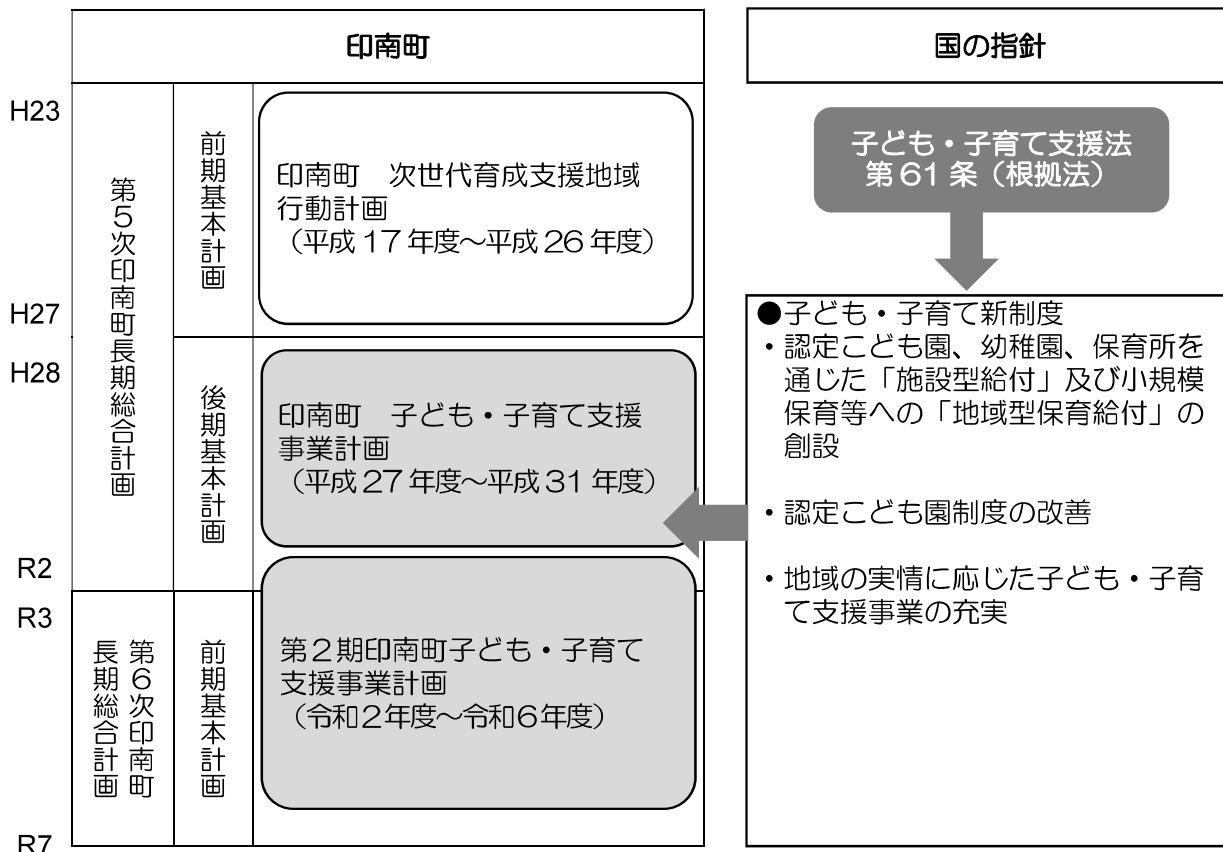 印南町
国の指針
H23
H27
H28
R2
R3
R7
第5次印南町長期総合計画
前期基本計画
印南町　次世代育成支援地域
行動計画
（平成17年度～平成26年度）
後期基本計画
印南町　子ども・子育て支援
事業計画
（平成27年度～平成31年度）
第6次印南町
長期総合計画
前期基本計画
第2期印南町子ども・子育て
支援事業計画
（令和2年度～令和6年度）
子ども・子育て支援法
第61条（根拠法）
●子ども・子育て新制度
・認定こども園、幼稚園、保育所を
通じた「施設型給付」及び小規模
保育等への「地域型保育給付」の
創設
・認定こども園制度の改善
・地域の実情に応じた子ども・子育
て支援事業の充実